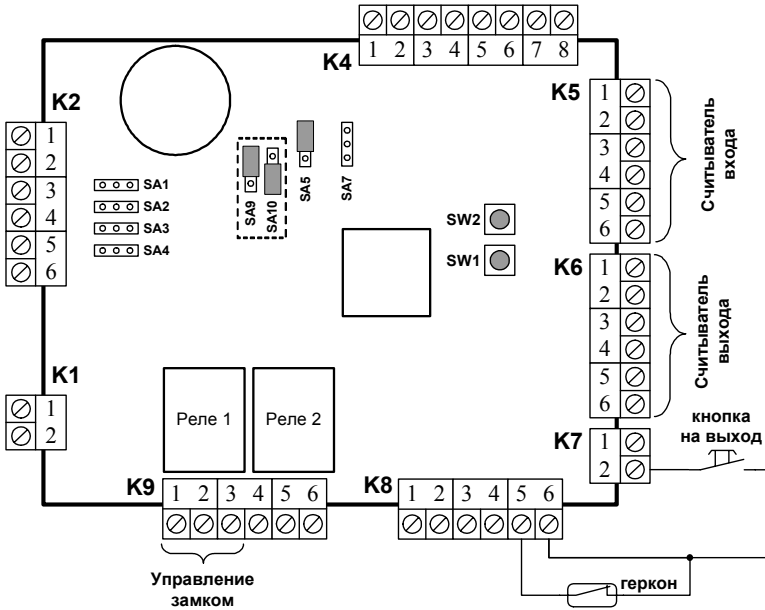 K4
1 2 3 4 5 6 7 8
K2
1
2
3
4
5
6
SA1
SA2
SA3
SA4
SA9
SA10
SA5
SA7
SW2
SW1
K5
1
2
3
4
5
6
Считыватель
входа
K6
1
2
3
4
5
6
Считыватель
выхода
K1
1
2
Реле 1
Реле 2
K7
1
2
кнопка
на выход
K9
1 2 3 4 5 6
K8
1 2 3 4 5 6
Управление
замком
геркон